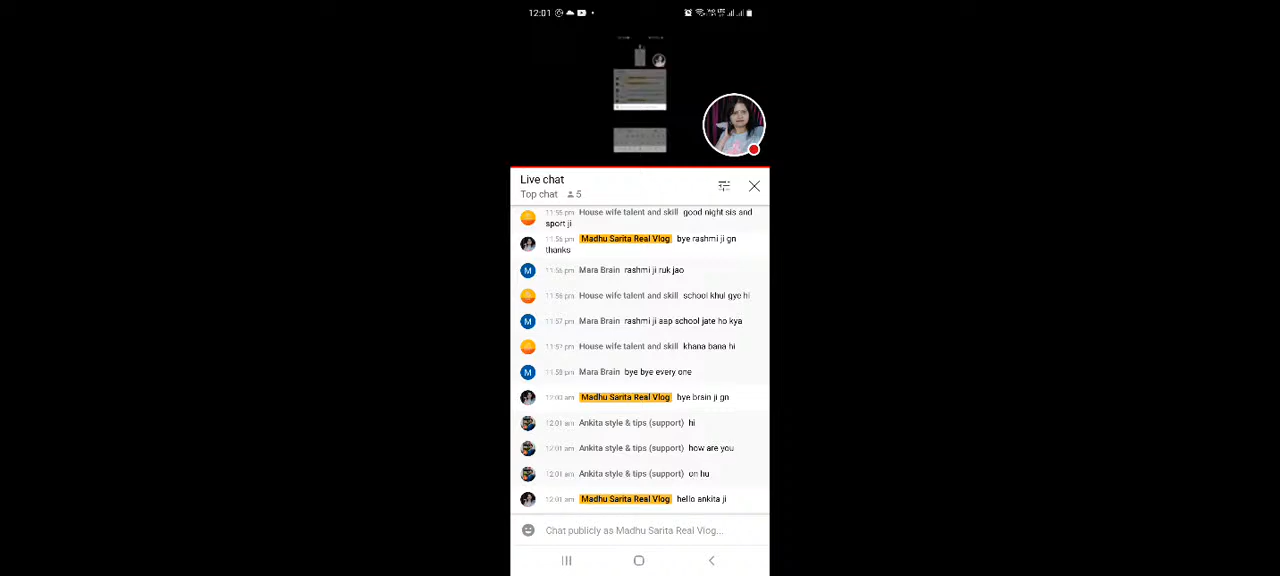 12:01
Live chat
Top chat 5
11:55 pm House wife talent and skill good night sis and
sport ji
11:56 pm Madhu Sarita Real Vlog bye rashmi ji gn
thanks
11:56 pm Mara Brain rashmi ji ruk jao
11:56 pm House wife talent and skill school khul gye hi
11:57 pm Mara Brain rashmi ji aap school jate ho kya
11:57 pm House wife talent and skill khana bana hi
11:58 pm Mara Brain bye bye every one
12:00 am Madhu Sarita Real Vlog bye brain ji gn
12:01 am Ankita style & tips (support) hi
12:01 am Ankita style & tips (support) how are you
12:01 am Ankita style & tips (support) on hu
12:01 am Madhu Sarita Real Vlog hello ankita ji
Chat publicly as Madhu Sarita Real Vlog...